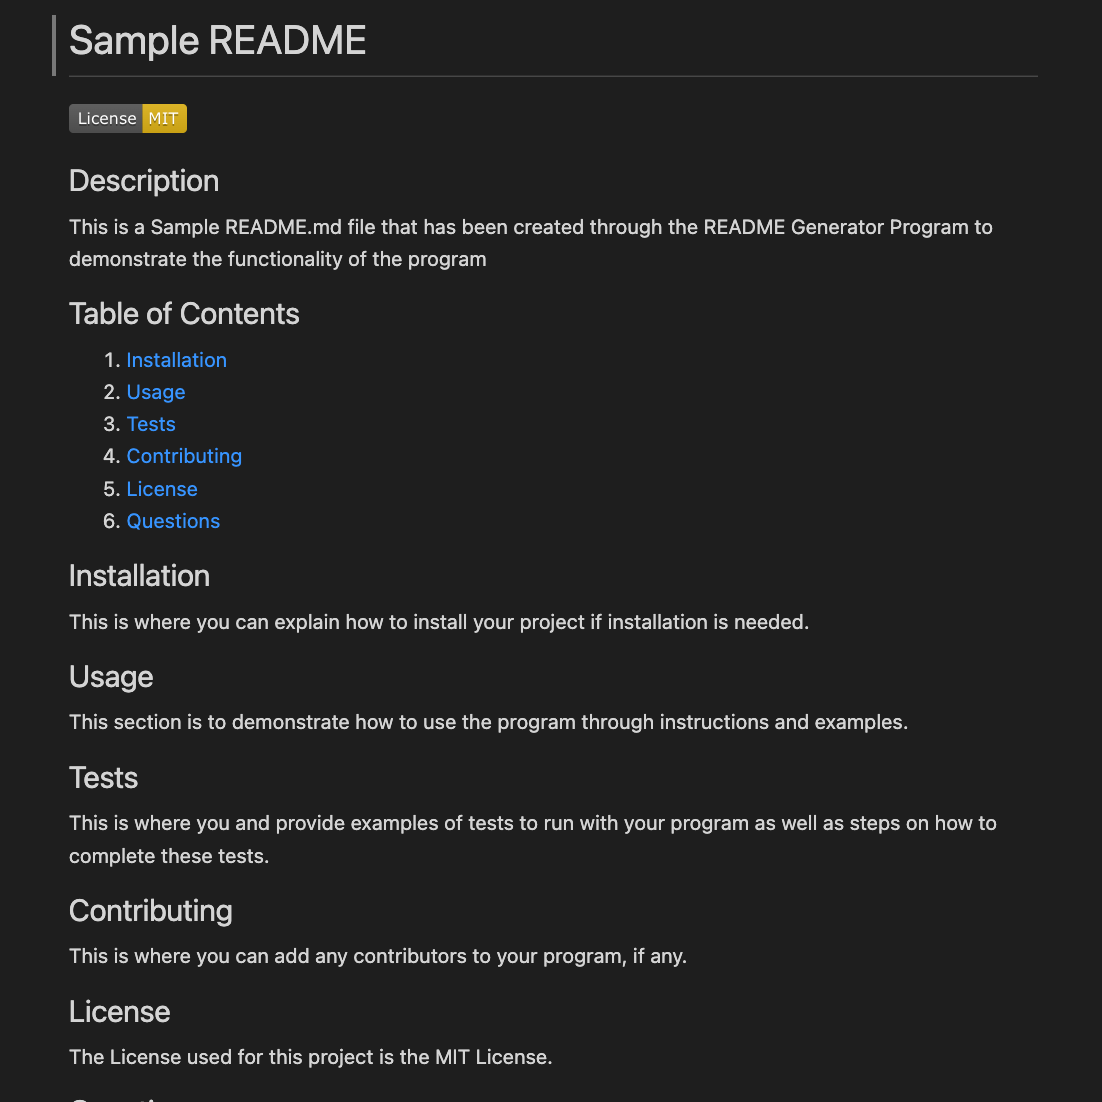 Sample README
License MIT
Description
This is a Sample README.md file that has been created through the README Generator Program to
demonstrate the functionality of the program
Table of Contents
1. Installation
2. Usage
3. Tests
4. Contributing
5. License
6. Questions
Installation
This is where you can explain how to install your project if installation is needed.
Usage
This section is to demonstrate how to use the program through instructions and examples.
Tests
This is where you and provide examples of tests to run with your program as well as steps on how to
complete these tests.
Contributing
This is where you can add any contributors to your program, if any.
License
The License used for this project is the MIT License.